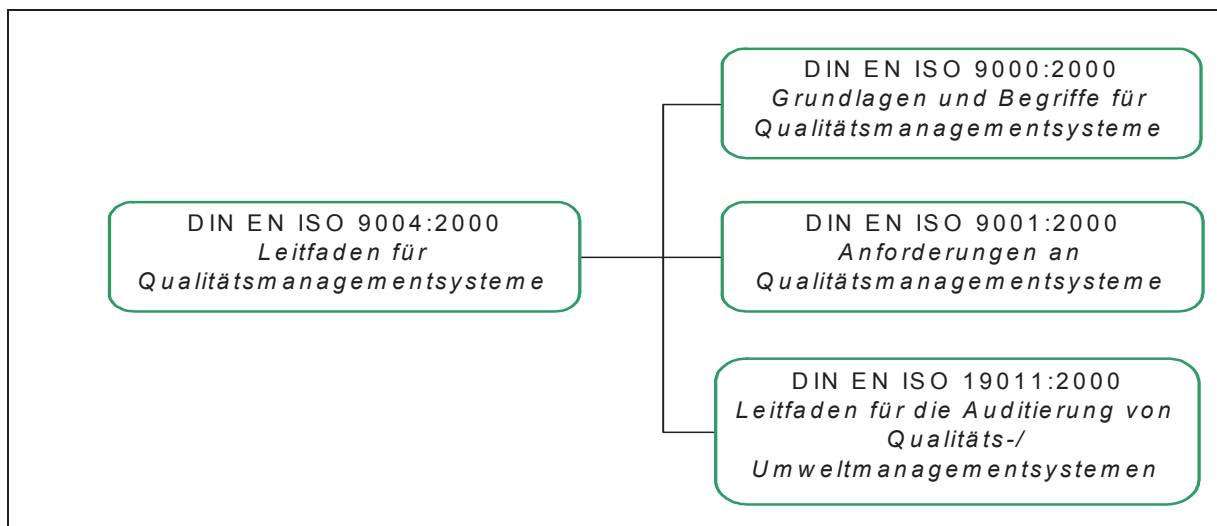 DIN EN ISO 9004:2000
Leitfaden für
Qualitätsmanagementsysteme
DIN EN ISO 9000:2000
Grundlagen und Begriffe für
Qualitätsmanagementsysteme
DIN EN ISO 9001:2000
Anforderungen an
Qualitätsmanagementsysteme
DIN EN ISO 19011:2000
Leitfaden für die Auditierung von
Qualitäts-/
Umweltmanagementsystemen